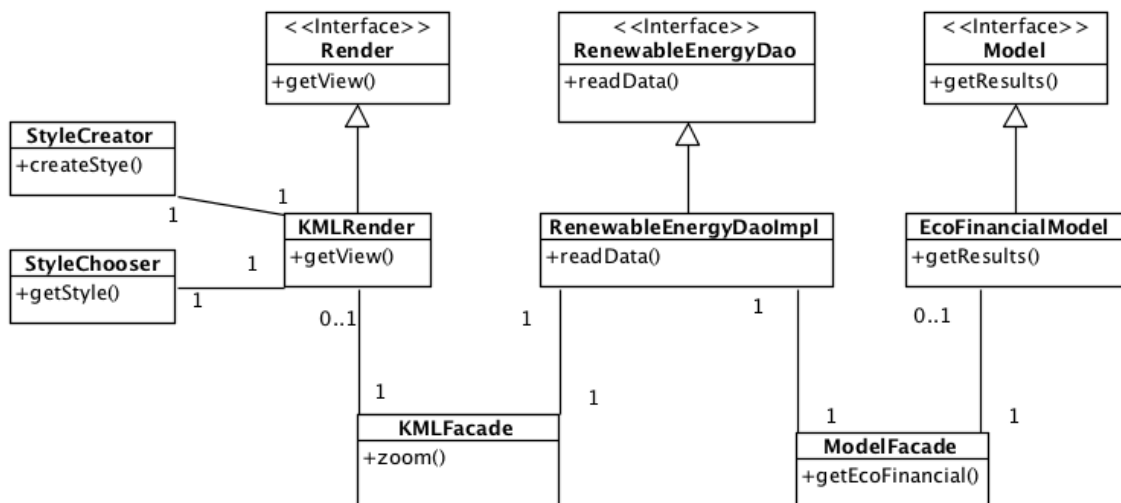 <<Interface>>
Render
+getView()
<<Interface>>
RenewableEnergyDao
+readData()
<<Interface>>
Model
+getResults()
StyleCreator
+createStye()
1
1
StyleChooser
+getStyle()
1
1
KMLRender
+getView()
RenewableEnergyDaoImpl
+readData()
EcoFinancialModel
+getResults()
0..1
1
1
0..1
1
1
1
1
KMLFacade
+zoom()
ModelFacade
+getEcoFinancial()